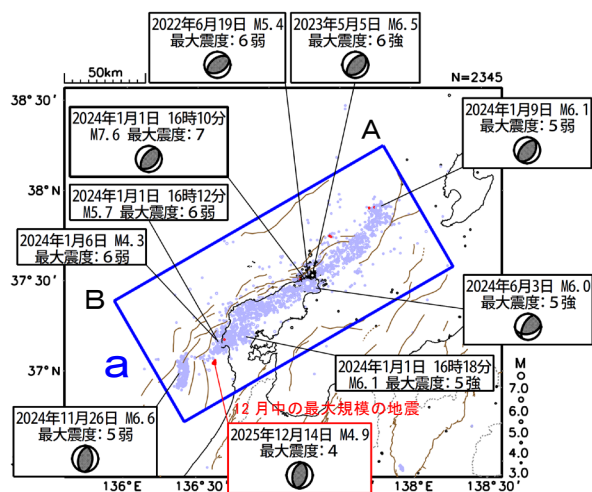 2022年6月19日 M5.4
最大震度：6弱
2023年5月5日 M6.5
最大震度：6強
50km
N=2345
38°30′
2024年1月1日 16時10分
M7.6 最大震度：7
A
2024年1月9日 M6.1
最大震度：5弱
38°N
2024年1月1日 16時12分
M5.7 最大震度：6弱
2024年1月6日 M4.3
最大震度：6弱
37°30′
B
2024年6月3日 M6.0
最大震度：5強
a
37°N
2024年1月1日 16時18分
M6.1 最大震度：5強
M
7.0
6.0
5.0
4.0
3.0
12月中の最大規模の地震
2024年11月26日 M6.6
最大震度：5弱
2025年12月14日 M4.9
最大震度：4
136°E
136°30′
137°30′
138°E
138°30′